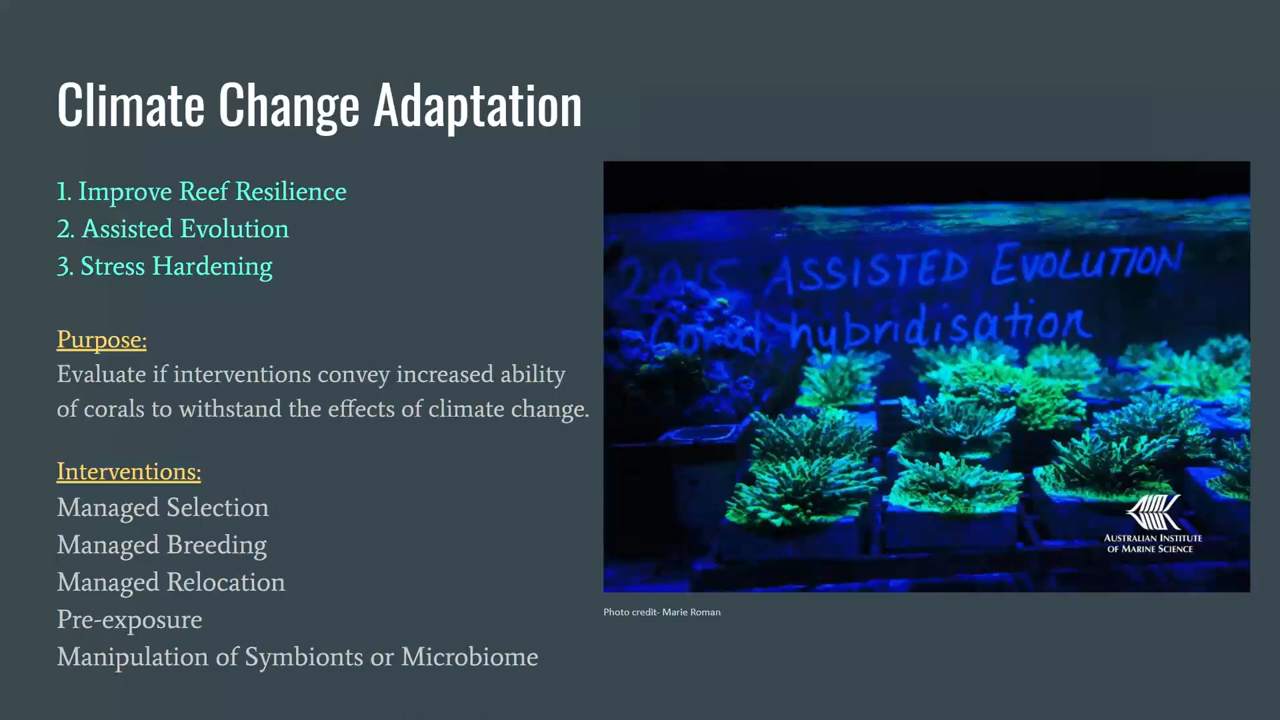 Climate Change Adaptation
1. Improve Reef Resilience
2. Assisted Evolution
3. Stress Hardening
Purpose:
Evaluate if interventions convey increased ability
of corals to withstand the effects of climate change.
Interventions:
Managed Selection
Managed Breeding
Managed Relocation
Pre-exposure
Manipulation of Symbionts or Microbiome
2015 ASSISTED EVOLUTION
Coral hybridisation
AUSTRALIAN INSTITUTE
OF MARINE SCIENCE
Photo credit- Marie Roman